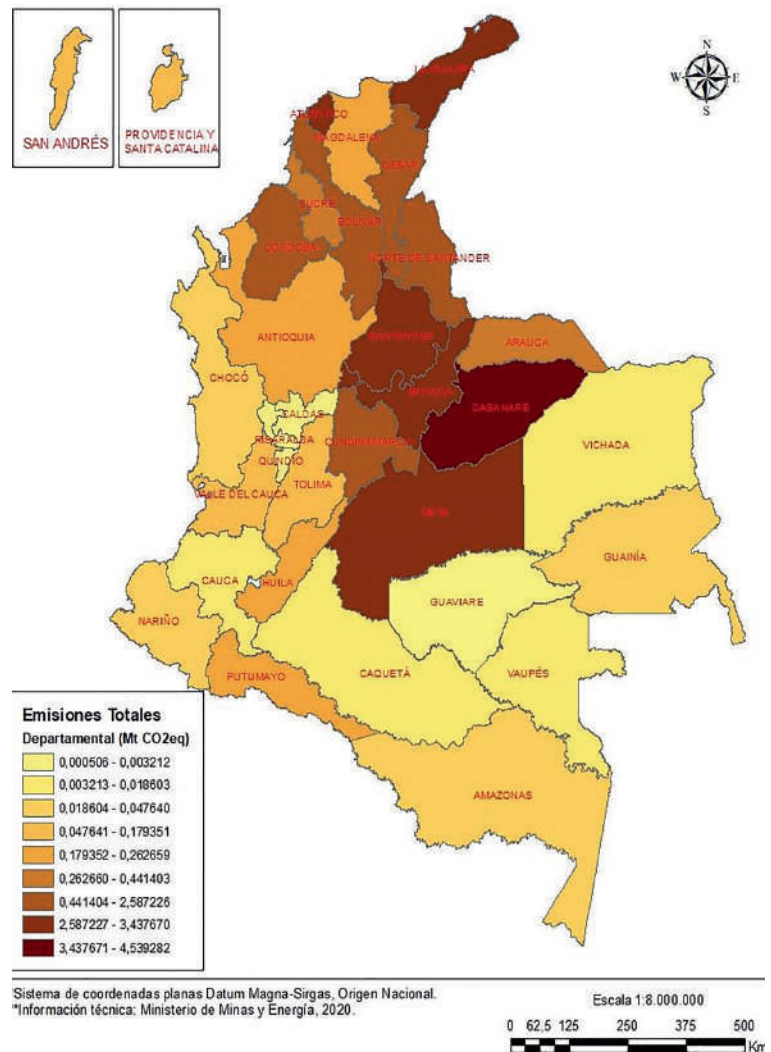 N
W E
S
SAN ANDRÉS
PROVIDENCIA Y
SANTA CATALINA
LA GUAJIRA
ATLÁNTICO
MAGDALENA
CESAR
SUCRE
BOLÍVAR
CÓRDOBA
NORTE DE SANTANDER
ANTIOQUIA
SANTANDER
ARAUCA
CHOCÓ
BOYACÁ
CASANARE
CALDAS
VICHADA
RISARALDA
CUNDINAMARCA
QUINDIO
TOLIMA
VALLE DEL CAUCA
META
GUAINÍA
CAUCA
HUILA
GUAVIARE
NARIÑO
CAQUETÀ
VAUPÉS
PUTUMAYO
AMAZONAS
Emisiones Totales
Departamental (Mt CO2eq)
0,000506 - 0,003212
0,003213 - 0,018603
0,018604 - 0,047640
0,047641 - 0,179351
0,179352 - 0,262659
0,262660 - 0,441403
0,441404 - 2,587226
2,587227 - 3,437670
3,437671 - 4,539282
*Sistema de coordenadas planas Datum Magna-Sirgas, Origen Nacional.
*Información técnica: Ministerio de Minas y Energía, 2020.
Escala 1:8.000.000
0 62,5 125 250 375 500
Km